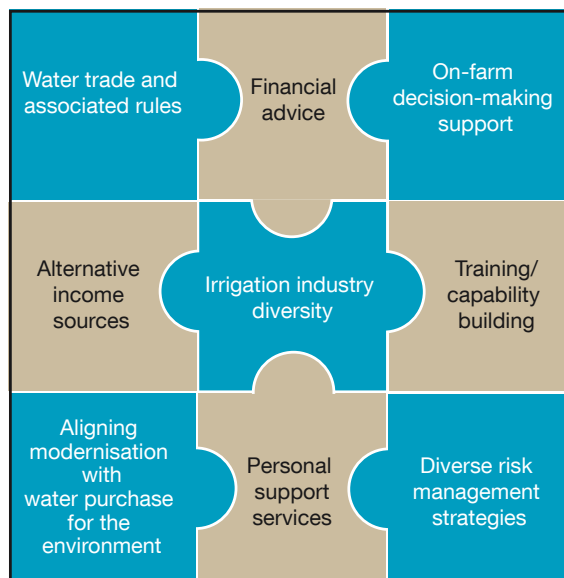 Water trade and
associated rules
Financial
advice
On-farm
decision-making
support
Alternative
income
sources
Irrigation industry
diversity
Training/
capability
building
Aligning
modernisation
with
water purchase
for the
environment
Personal
support
services
Diverse risk
management
strategies